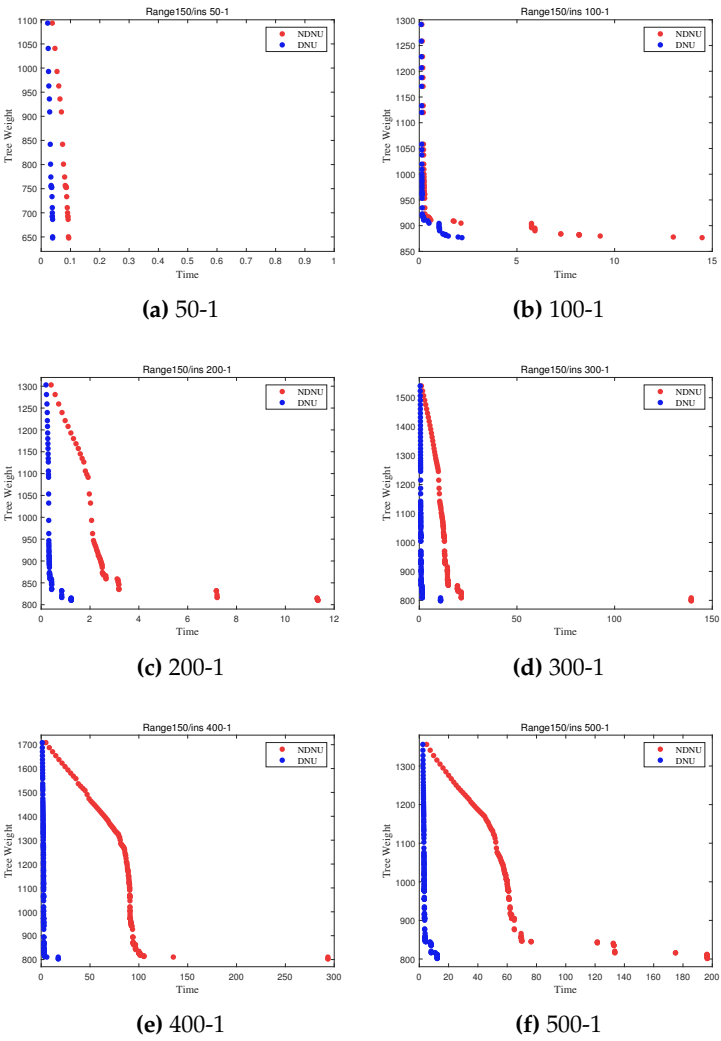 Range150/ins 50-1
1100
1050
1000
950
900
850
800
750
700
650
Tree Weight
NDNU
DNU
0 0.1 0.2 0.3 0.4 0.5 0.6 0.7 0.8 0.9 1
Time
(a) 50-1
Range150/ins 100-1
1300
1250
1200
1150
1100
1050
1000
950
900
850
Tree Weight
NDNU
DNU
0 5 10 15
Time
(b) 100-1
Range150/ins 200-1
1300
1200
1100
1000
900
800
Tree Weight
NDNU
DNU
0 2 4 6 8 10 12
Time
(c) 200-1
Range150/ins 300-1
1500
1400
1300
1200
1100
1000
900
800
Tree Weight
NDNU
DNU
0 50 100 150
Time
(d) 300-1
Range150/ins 400-1
1700
1600
1500
1400
1300
1200
1100
1000
900
800
Tree Weight
NDNU
DNU
0 50 100 150 200 250 300
Time
(e) 400-1
Range150/ins 500-1
1300
1200
1100
1000
900
800
Tree Weight
NDNU
DNU
0 20 40 60 80 100 120 140 160 180 200
Time
(f) 500-1